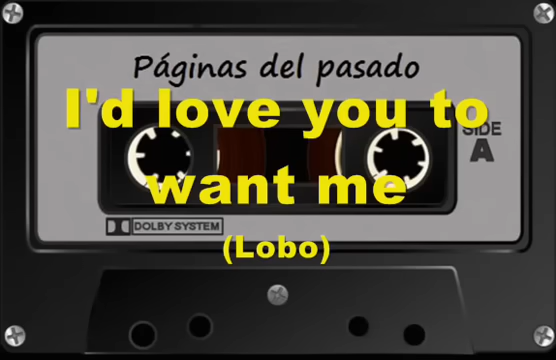 Páginas del pasado
I'd love you to
SIDE
A
want me
DOLBY SYSTEM
(Lobo)